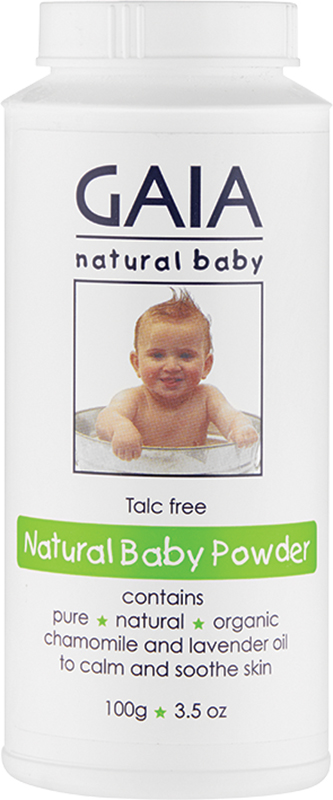 GAIA
natural baby
Talc free
Natural Baby Powder
contains
pure ★ natural ★ organic
chamomile and lavender oil
to calm and soothe skin
100g ★ 3.5 oz